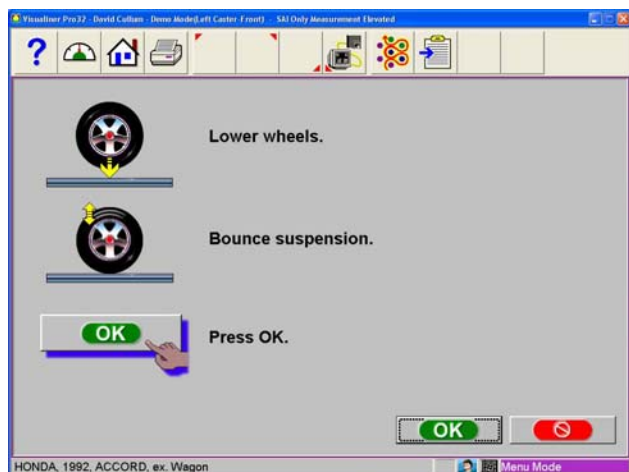 Visualiner Pro32 - David Cullum - Demo Mode(Left Caster-Front) - SAI Only Measurement Elevated
?
Lower wheels.
Bounce suspension.
OK
Press OK.
OK
HONDA, 1992, ACCORD, ex. Wagon
Menu Mode